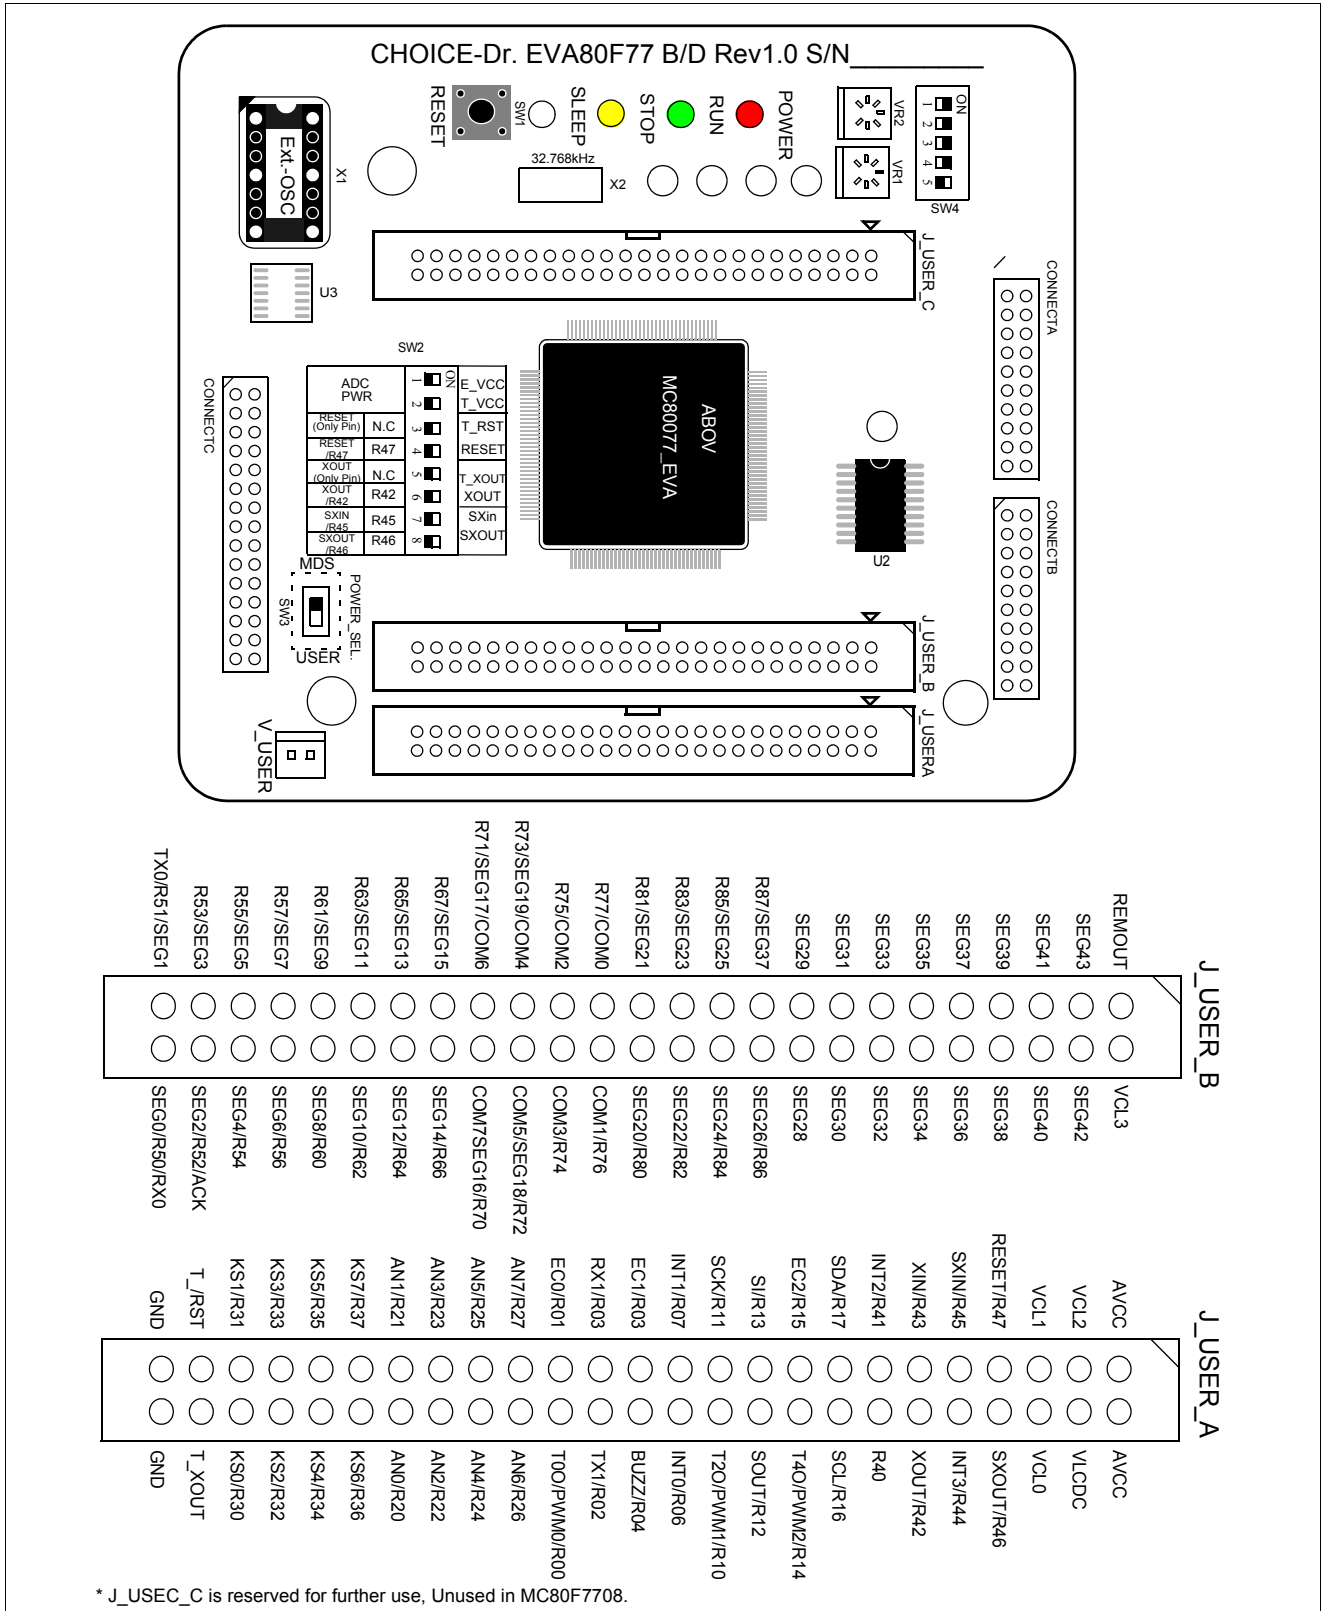 CHOICE-Dr. EVA80F77 B/D Rev1.0 S/N__________
RESET
SW1
SLEEP
STOP
RUN
POWER
VR2
VR1
ON
1
2
3
4
5
SW4
Ext.-OSC
X1
32.768kHz
X2
U3
J_USER_C
CONNECTA
CONNECTB
CONNECTC
SW2
ADC
PWR
RESET
(Only Pin)
N.C
RESET
/R47
R47
XOUT
(Only Pin)
N.C
XOUT
/R42
R42
SXIN
/R45
R45
SXOUT
/R46
R46
ON
1
2
3
4
5
6
7
8
E_VCC
T_VCC
T_RST
RESET
T_XOUT
XOUT
SXin
SXOUT
ABOV
MC80077_EVA
U2
MDS
SW3
POWER_SEL.
USER
V_USER
J_USER_B
J_USERA
TX0/R51/SEG1
R53/SEG3
R55/SEG5
R57/SEG7
R61/SEG9
R63/SEG11
R65/SEG13
R67/SEG15
R71/SEG17/COM6
R73/SEG19/COM4
R75/COM2
R77/COM0
R81/SEG21
R83/SEG23
R85/SEG25
R87/SEG37
SEG29
SEG31
SEG33
SEG35
SEG37
SEG39
SEG41
SEG43
REMOUT
J_USER_B
SEG0/R50/RX0
SEG2/R52/ACK
SEG4/R54
SEG6/R56
SEG8/R60
SEG10/R62
SEG12/R64
SEG14/R66
COM7SEG16/R70
COM5/SEG18/R72
COM3/R74
COM1/R76
SEG20/R80
SEG22/R82
SEG24/R84
SEG26/R86
SEG28
SEG30
SEG32
SEG34
SEG36
SEG38
SEG40
SEG42
VCL3
GND
T_/RST
KS1/R31
KS3/R33
KS5/R35
KS7/R37
AN1/R21
AN3/R23
AN5/R25
AN7/R27
EC0/R01
RX1/R03
EC1/R03
INT1/R07
SCK/R11
SI/R13
EC2/R15
SDA/R17
INT2/R41
XIN/R43
SXIN/R45
RESET/R47
VCL1
VCL2
AVCC
J_USER_A
GND
T_XOUT
KS0/R30
KS2/R32
KS4/R34
KS6/R36
AN0/R20
AN2/R22
AN4/R24
AN6/R26
T0O/PWM0/R00
TX1/R02
BUZZ/R04
INT0/R06
T2O/PWM1/R10
SOUT/R12
T4O/PWM2/R14
SCL/R16
R40
XOUT/R42
INT3/R44
SXOUT/R46
VCL0
VLCDC
AVCC
* J_USEC_C is reserved for further use, Unused in MC80F7708.